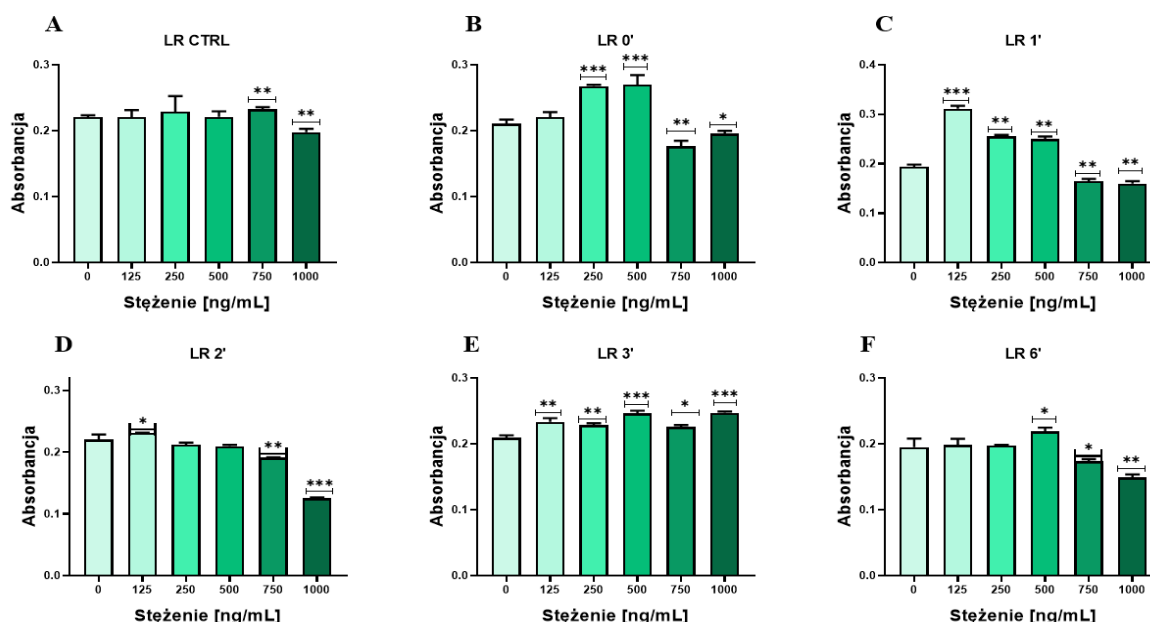 A
LR CTRL
Absorbancja
0.3
0.2
0.1
0.0
**
**
0 125 250 500 750 1000
Stężenie [ng/mL]
B
LR 0'
Absorbancja
0.3
0.2
0.1
0.0
*** *** ** *
0 125 250 500 750 1000
Stężenie [ng/mL]
C
LR 1'
Absorbancja
0.4
0.3
0.2
0.1
0.0
*** ** ** ** **
0 125 250 500 750 1000
Stężenie [ng/mL]
D
LR 2'
Absorbancja
0.3
0.2
0.1
0.0
* ** ***
0 125 250 500 750 1000
Stężenie [ng/mL]
E
LR 3'
Absorbancja
0.3
0.2
0.1
0.0
** ** *** * ***
0 125 250 500 750 1000
Stężenie [ng/mL]
F
LR 6'
Absorbancja
0.3
0.2
0.1
0.0
* * **
0 125 250 500 750 1000
Stężenie [ng/mL]